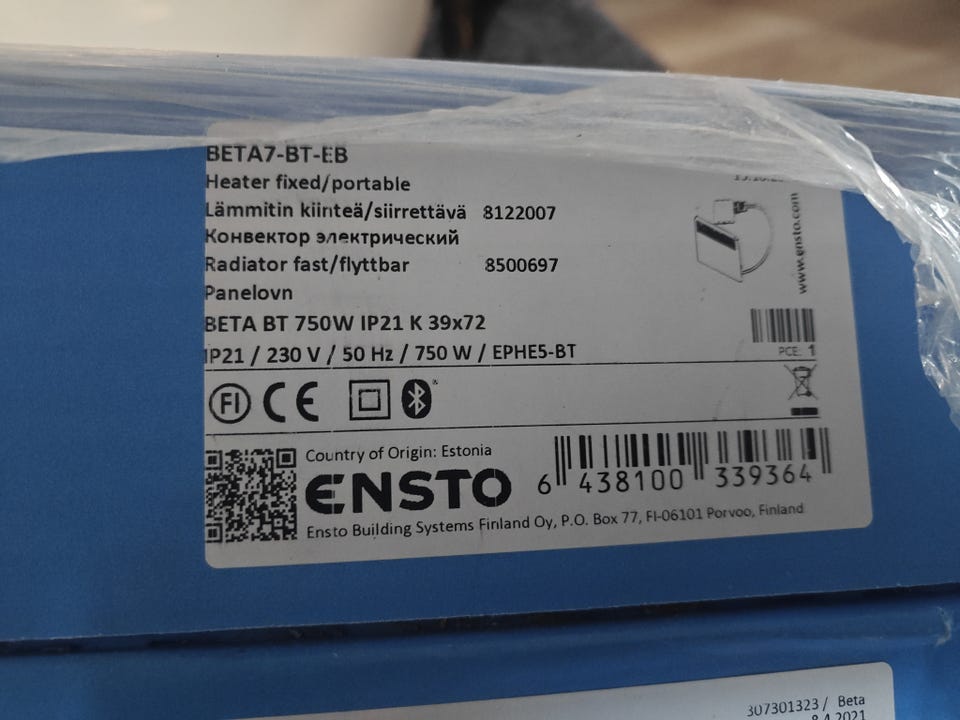 BETA7-BT-EB
Heater fixed/portable
Lämmitin kiinteä/siirrettävä 8122007
Конвектор электрический
Radiator fast/flyttbar 8500697
Panelovn
BETA BT 750W IP21 K 39x72
IP21 / 230 V / 50 Hz / 750 W / EPHE5-BT
www.ensto.com
PCE: 1
FI CE
Country of Origin: Estonia
ENSTO
6 438100 339364
Ensto Building Systems Finland Oy, P.O. Box 77, FI-06101 Porvoo, Finland
307301323 / Beta
8.4.2021